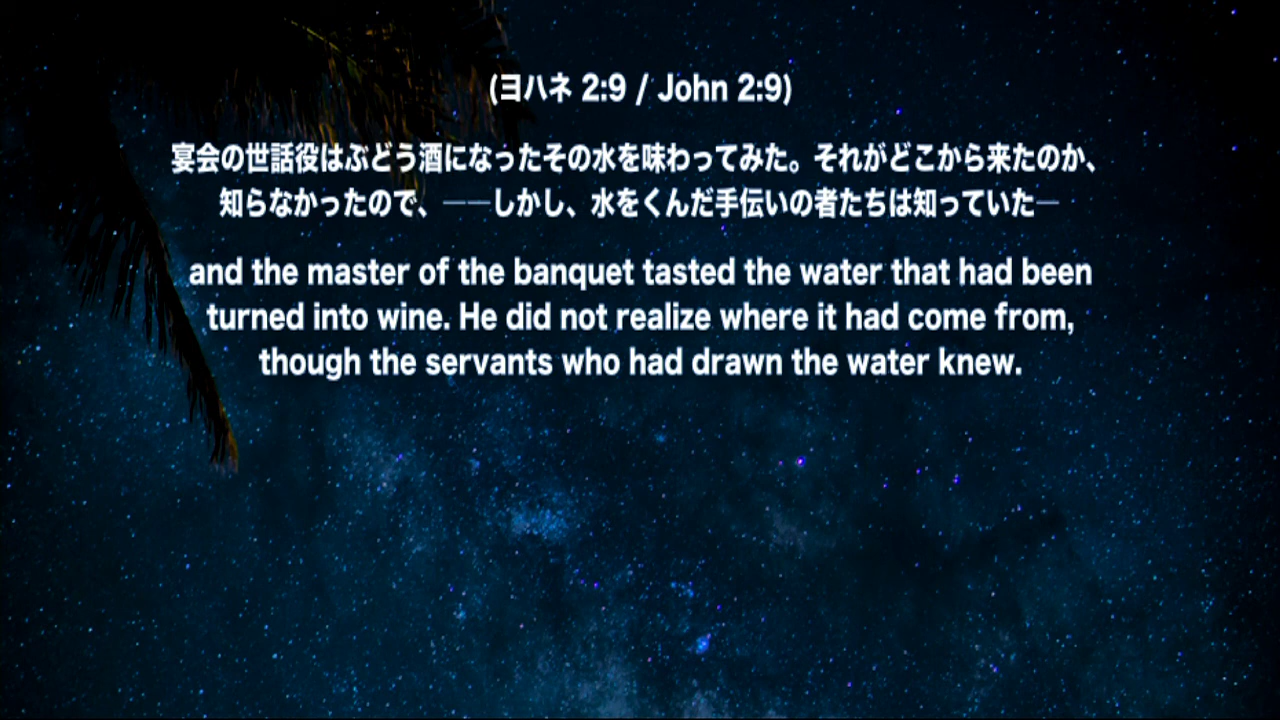 (ヨハネ 2:9 / John 2:9)
宴会の世話役はぶどう酒になったその水を味わってみた。それがどこから来たのか、
知らなかったので、——しかし、水をくんだ手伝いの者たちは知っていた—
and the master of the banquet tasted the water that had been
turned into wine. He did not realize where it had come from,
though the servants who had drawn the water knew.